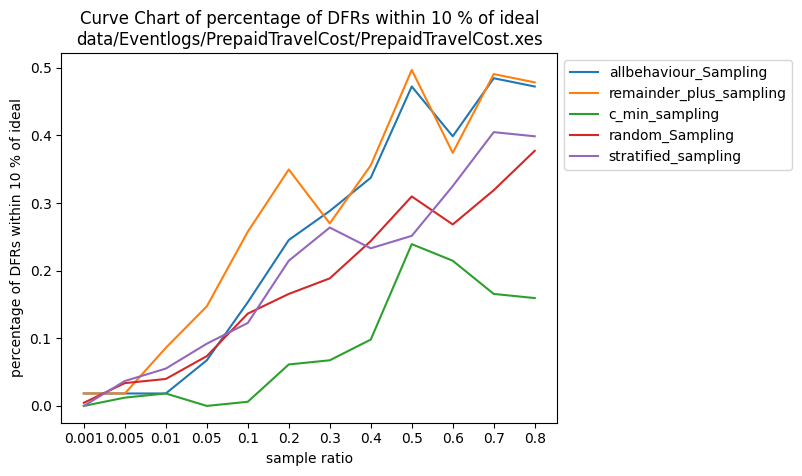 Curve Chart of percentage of DFRs within 10 % of ideal
data/Eventlogs/PrepaidTravelCost/PrepaidTravelCost.xes
percentage of DFRs within 10 % of ideal
0.5
0.4
0.3
0.2
0.1
0.0
0.001 0.005 0.01 0.05 0.1 0.2 0.3 0.4 0.5 0.6 0.7 0.8
sample ratio
allbehaviour_Sampling
remainder_plus_sampling
c_min_sampling
random_Sampling
stratified_sampling